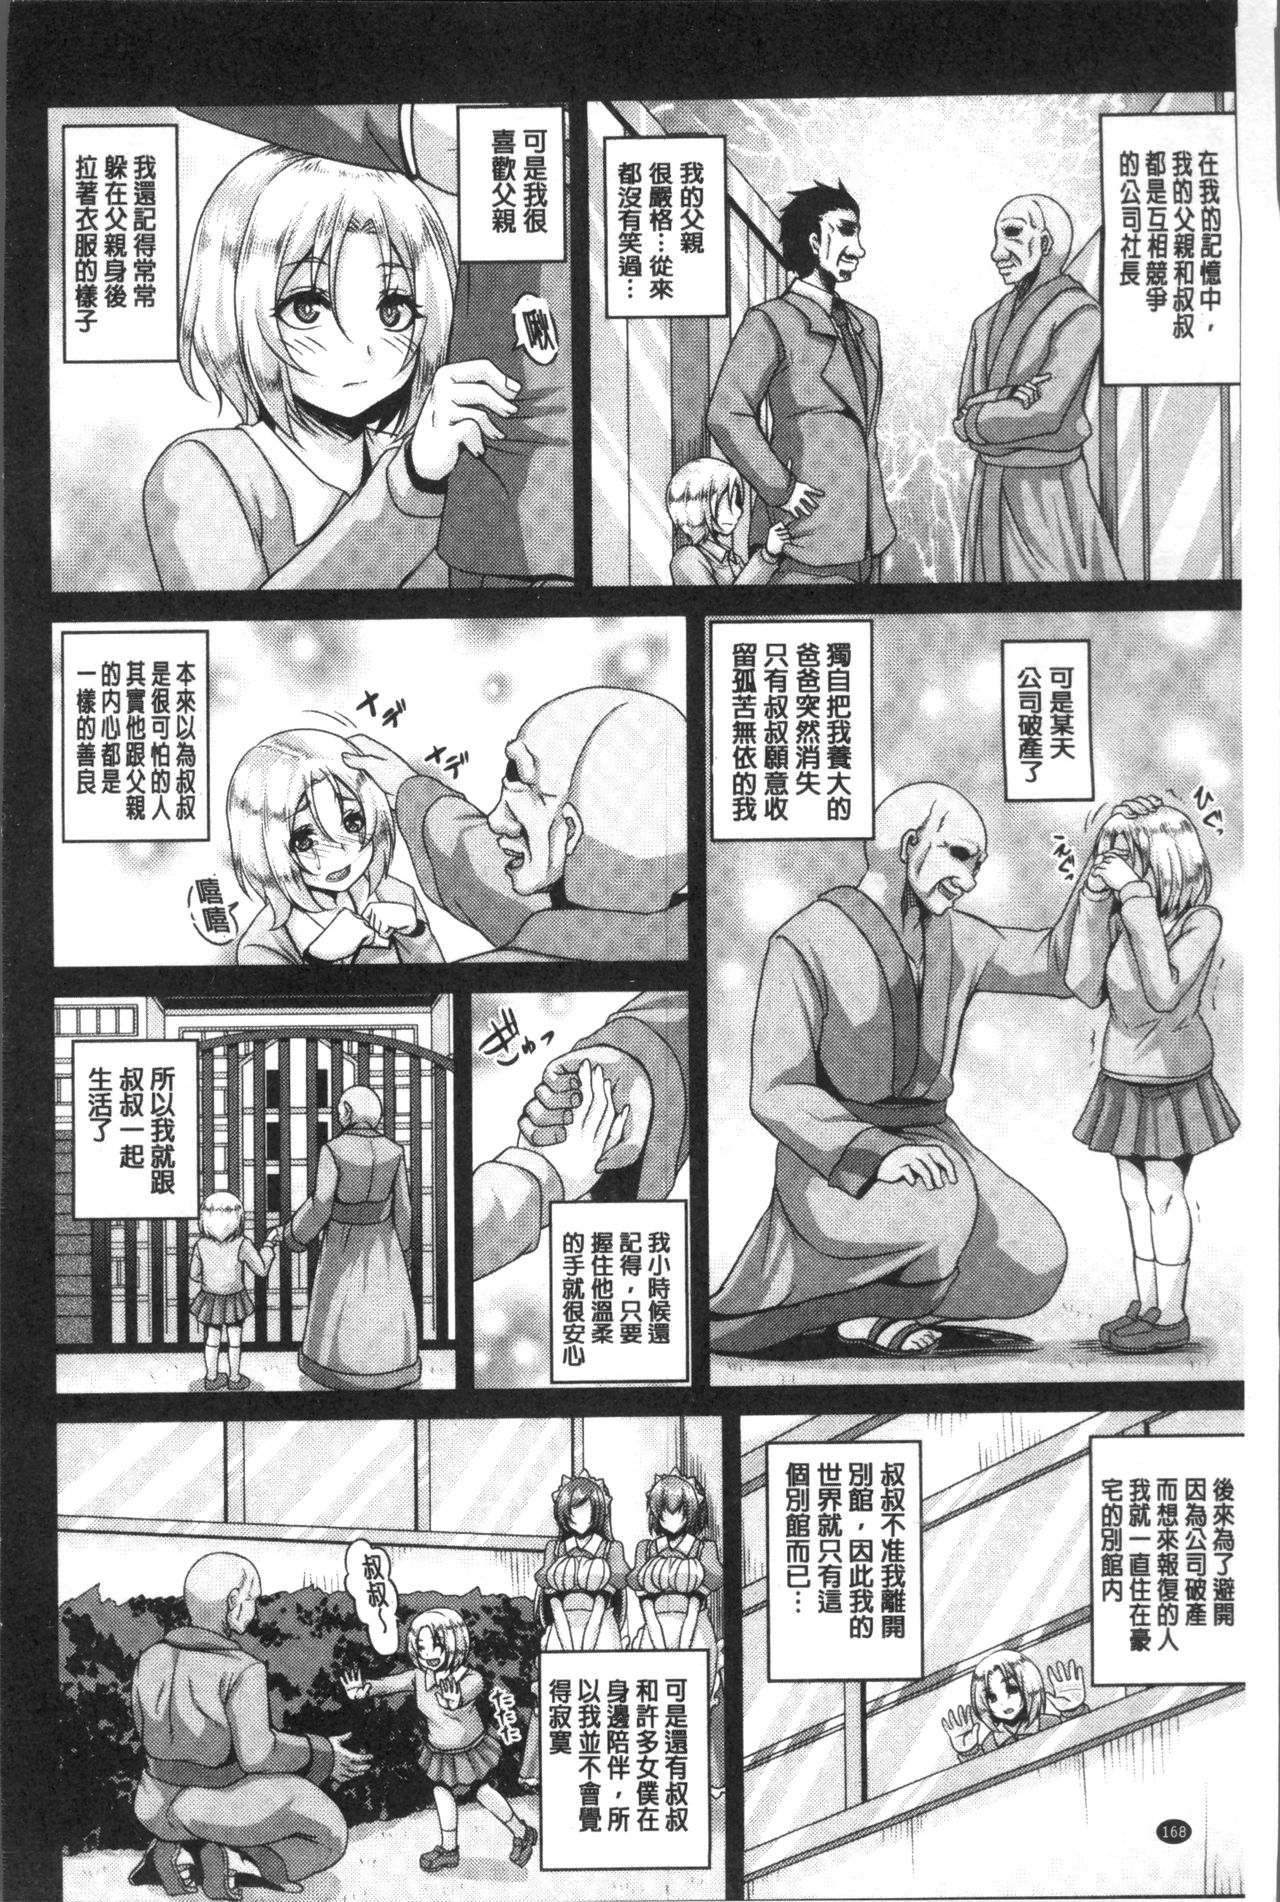 在我的記憶中，
我的父親和叔叔
都是互相競爭
的公司社長
我的父親
很嚴格…從來
都沒有笑過…
可是我很
喜歡父親
啾
我還記得常常
躲在父親身後
拉著衣服的樣子
可是某天
公司破產了
獨自把我養大的
爸爸突然消失
只有叔叔願意收
留孤苦無依的我
えぐっ
ひっく
本來以為叔叔
是很可怕的人
其實他跟父親
的內心都是
一樣的善良
ナデ
ナデ
嘻
嘻
ぎゅっ
我小時候還
記得，只要
握住他溫柔
的手就很安心
所以我就跟
叔叔一起
生活了
後來為了避開
因為公司破產
而想來報復的人
我就一直住在豪
宅的別館內
叔叔不准我離開
別館，因此我的
世界就只有這
個別館而已…
叔
叔～
たたた
可是還有叔叔
和許多女僕在
身邊陪伴，所
以我並不會覺
得寂寞
168